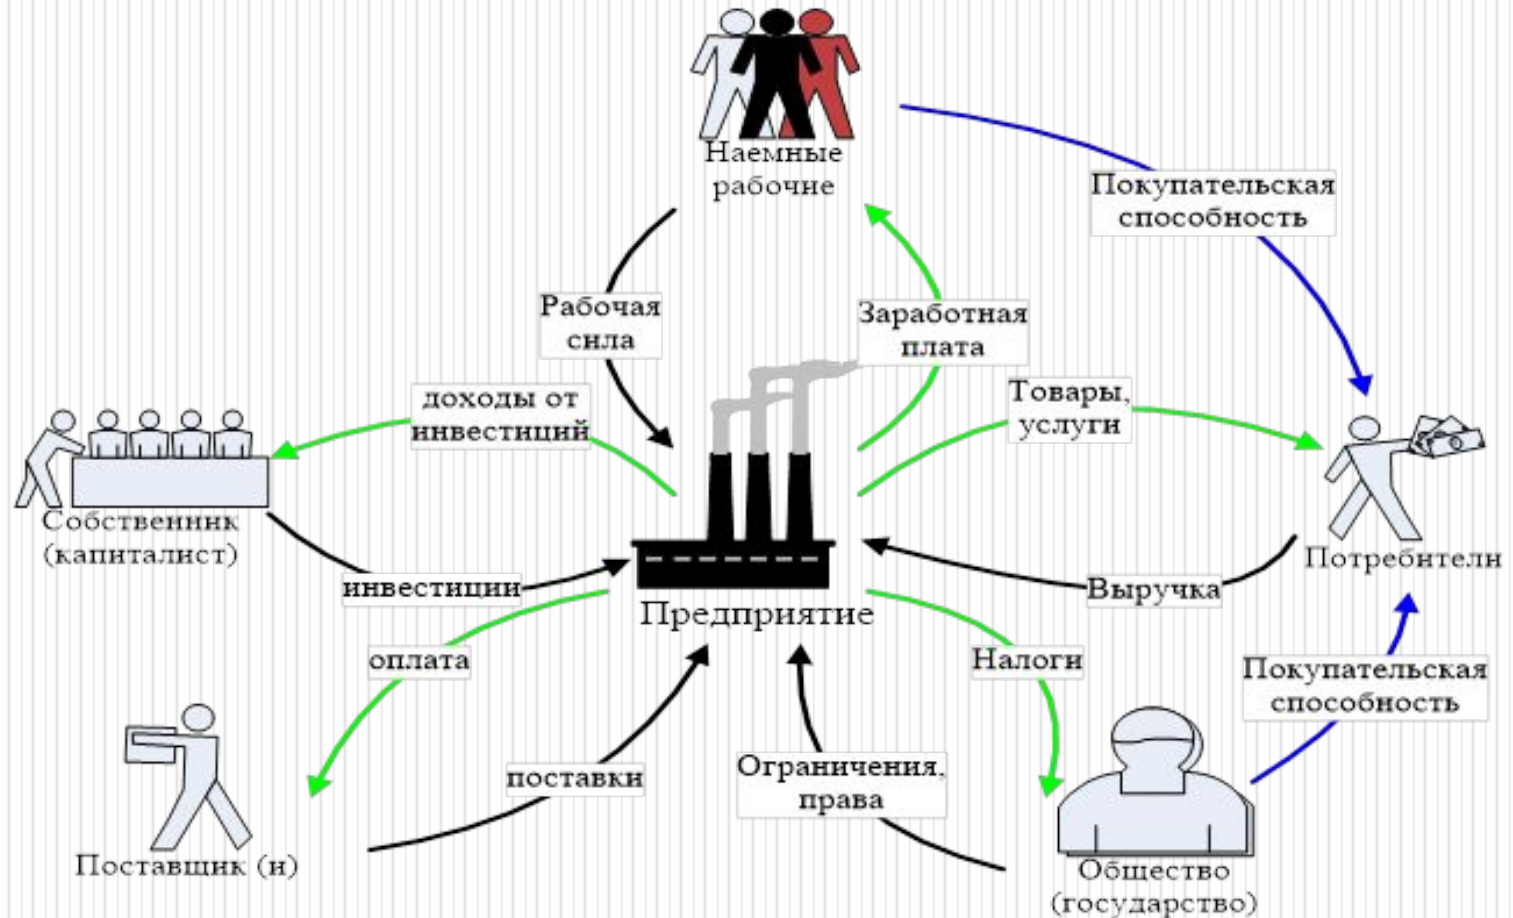 Наемные
рабочие
Покупательская
способность
Рабочая
сила
Заработная
плата
доходы от
инвестиций
Товары,
услуги
Собственник
(капиталист)
инвестиции
Предприятие
Выручка
Потребители
оплата
Налоги
Покупательская
способность
поставки
Ограничения,
права
Поставщик (и)
Общество
(государство)